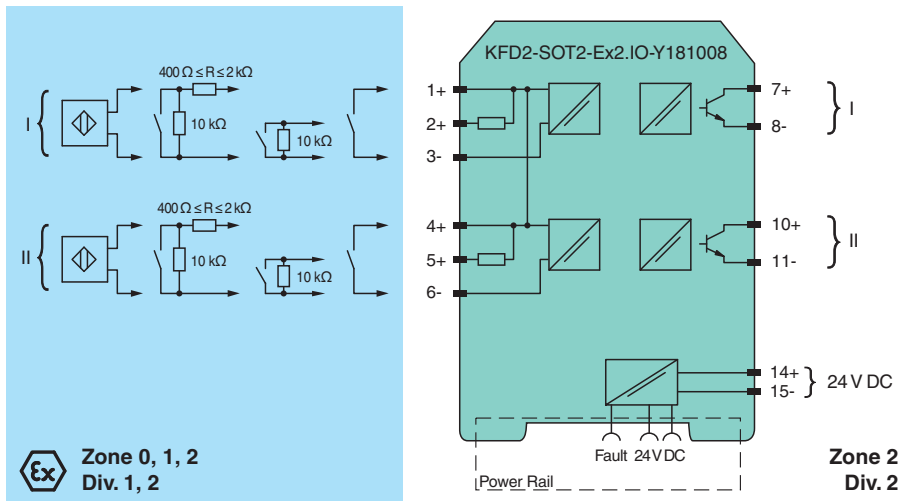 KFD2-SOT2-Ex2.IO-Y181008
400 Ω ≤ R ≤ 2 kΩ
I
10 kΩ
10 kΩ
1+
2+
3-
7+
8-
I
400 Ω ≤ R ≤ 2 kΩ
II
10 kΩ
10 kΩ
4+
5+
6-
10+
11-
II
14+
15-
24 V DC
Fault 24 V DC
Power Rail
Ex
Zone 0, 1, 2
Div. 1, 2
Zone 2
Div. 2